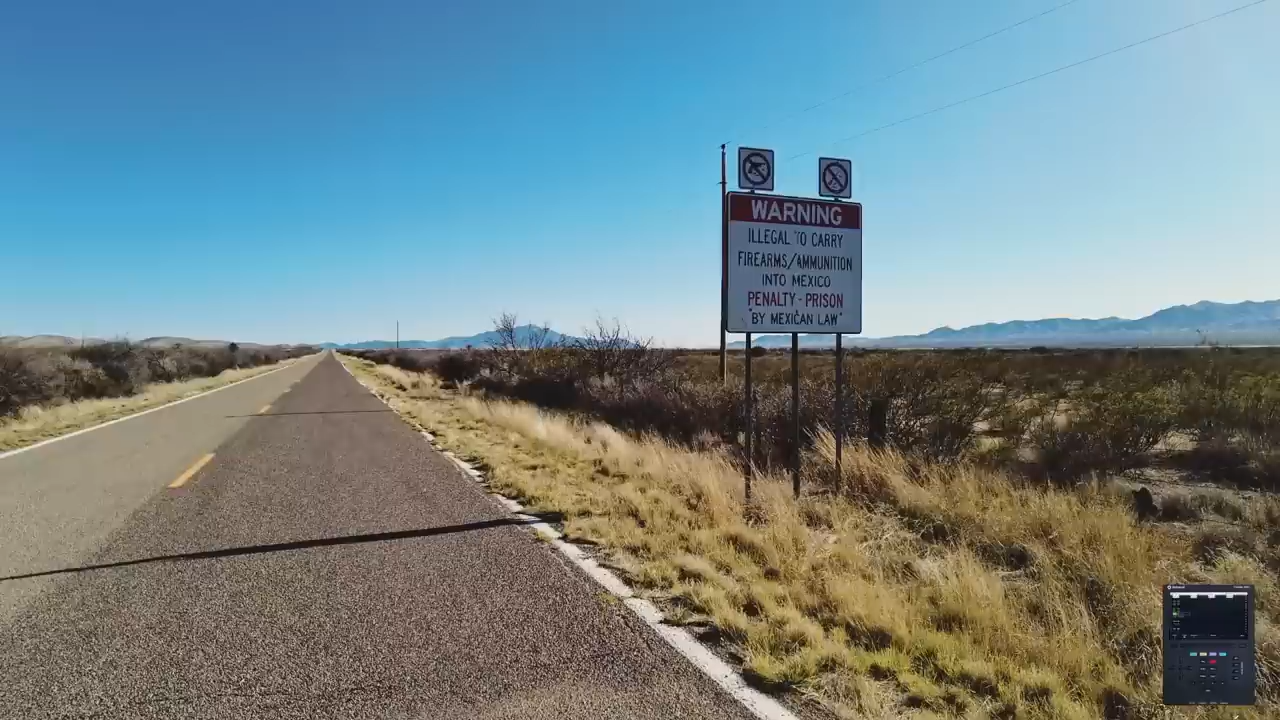 WARNING
ILLEGAL TO CARRY
FIREARMS/AMMUNITION
INTO MEXICO
PENALTY - PRISON
"BY MEXICAN LAW"